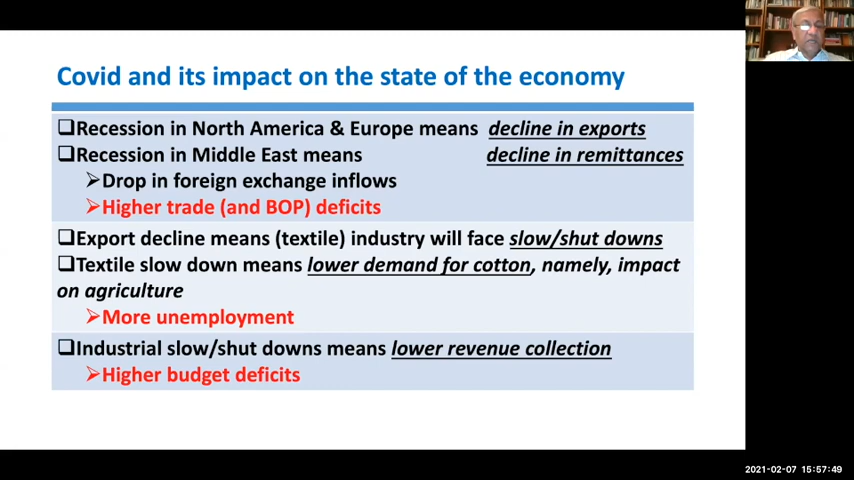 Covid and its impact on the state of the economy
❑Recession in North America & Europe means decline in exports
❑Recession in Middle East means decline in remittances
➢Drop in foreign exchange inflows
➢Higher trade (and BOP) deficits
❑Export decline means (textile) industry will face slow/shut downs
❑Textile slow down means lower demand for cotton, namely, impact
on agriculture
➢More unemployment
❑Industrial slow/shut downs means lower revenue collection
➢Higher budget deficits
2021-02-07 15:57:49